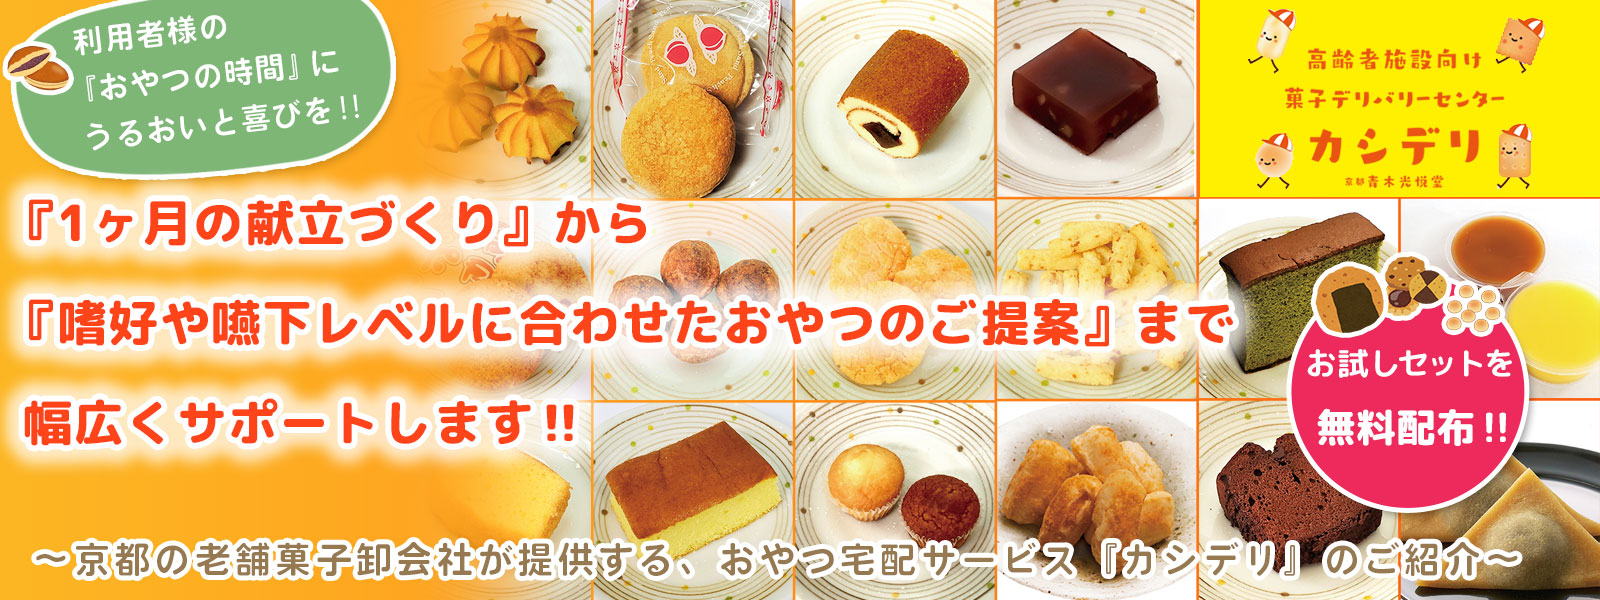 利用者様の
『おやつの時間』に
うるおいと喜びを!!
高齢者施設向け
菓子デリバリーセンター
カシデリ
京都 青木光悦堂
『1ヶ月の献立づくり』から
『嗜好や嚥下レベルに合わせたおやつのご提案』まで
幅広くサポートします!!
お試しセットを
無料配布!!
～京都の老舗菓子卸会社が提供する、おやつ宅配サービス『カシデリ』のご紹介～